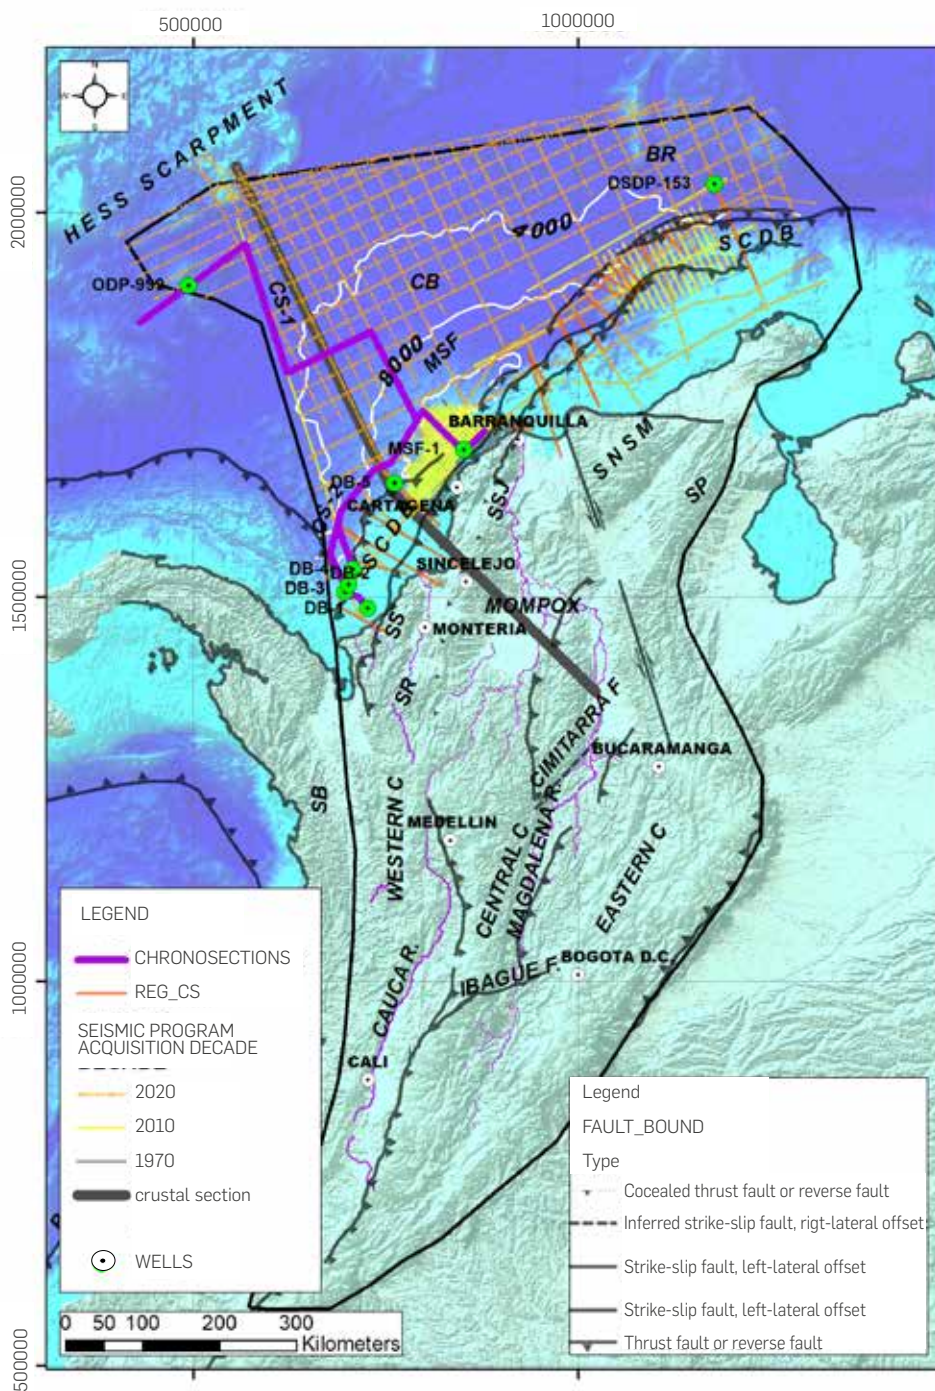 500000
1000000
N
W
E
S
HESS SCARPMENT
BR
DSDP-153
2000000
4000
SCDB
ODP-999
CS-1
CB
8000
MSF
BARRANQUILLA
MSF-1
SNSM
SP
DB-5
SSJ
CARTAGENA
CS-2
SCDB
SINCELEJO
DB-4
DB-2
DB-3
MOMPOX
DB-1
1500000
SS
MONTERIA
SR
CIMITARRA F
BUCARAMANGA
SB
WESTERN C
MEDELLIN
CENTRAL C
MAGDALENA R.
EASTERN C
LEGEND
CHRONOSECTIONS
REG_CS
SEISMIC PROGRAM
ACQUISITION DECADE
2020
2010
1970
crustal section
WELLS
1000000
CAUCA R.
IBAGUE F.
BOGOTA D.C.
CALI
Legend
FAULT_BOUND
Type
Cocealed thrust fault or reverse fault
Inferred strike-slip fault, rigt-lateral offset
Strike-slip fault, left-lateral offset
Strike-slip fault, left-lateral offset
Thrust fault or reverse fault
0 50 100 200 300
Kilometers
500000